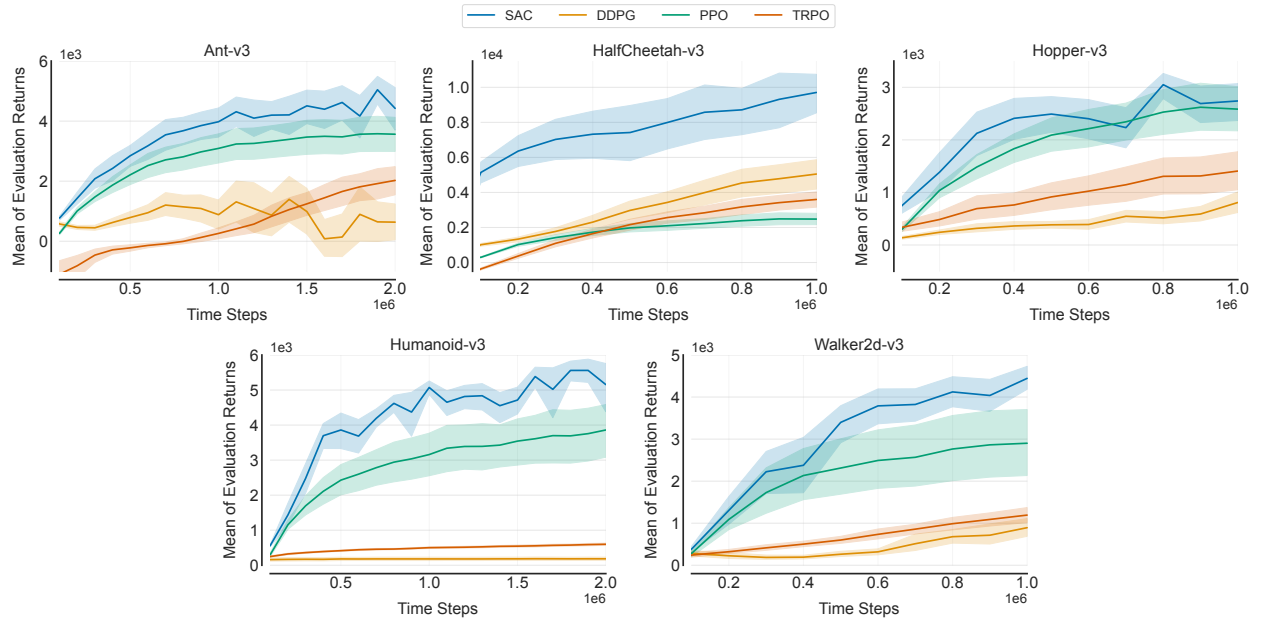 SAC DDPG PPO TRPO
Ant-v3
1e3
Mean of Evaluation Returns
6
4
2
0
0.5 1.0 1.5 2.0
1e6
Time Steps
HalfCheetah-v3
1e4
Mean of Evaluation Returns
1.0
0.8
0.6
0.4
0.2
0.0
0.2 0.4 0.6 0.8 1.0
1e6
Time Steps
Hopper-v3
1e3
Mean of Evaluation Returns
3
2
1
0
0.2 0.4 0.6 0.8 1.0
1e6
Time Steps
Humanoid-v3
1e3
Mean of Evaluation Returns
6
5
4
3
2
1
0
0.5 1.0 1.5 2.0
1e6
Time Steps
Walker2d-v3
1e3
Mean of Evaluation Returns
5
4
3
2
1
0
0.2 0.4 0.6 0.8 1.0
1e6
Time Steps